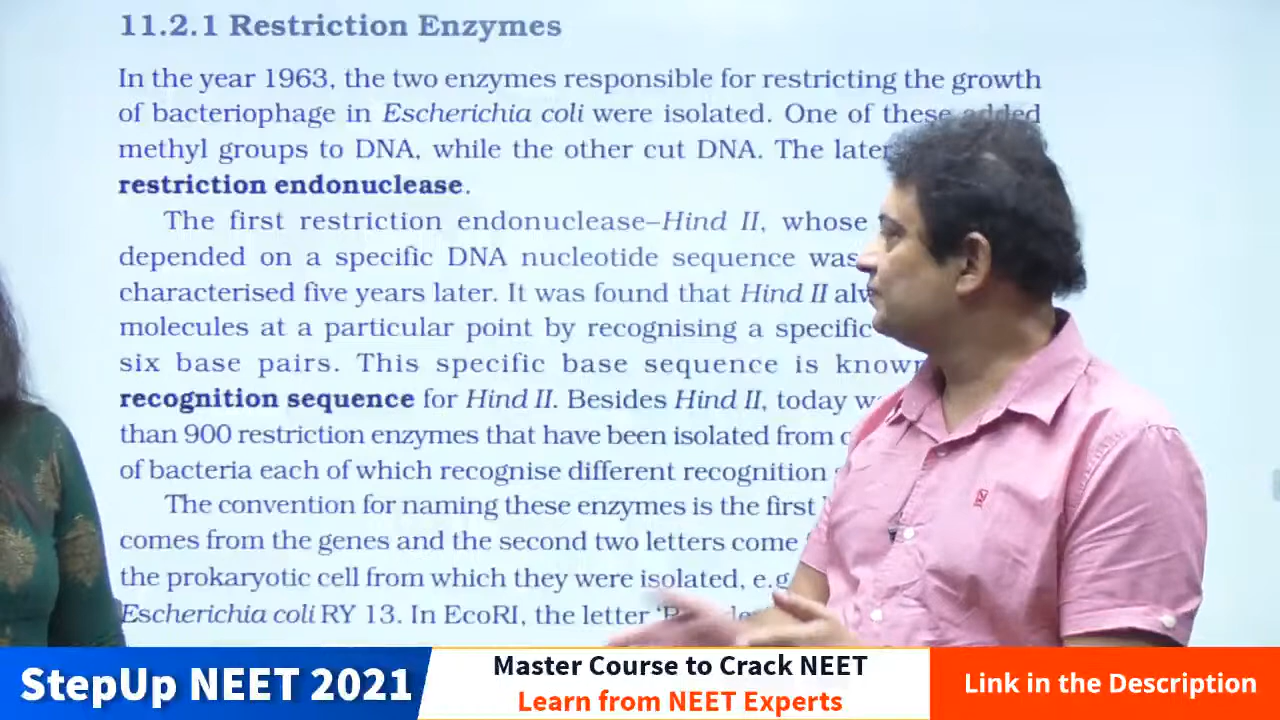 11.2.1 Restriction Enzymes
In the year 1963, the two enzymes responsible for restricting the growth
of bacteriophage in Escherichia coli were isolated. One of these added
methyl groups to DNA, while the other cut DNA. The later
restriction endonuclease.
The first restriction endonuclease–Hind II, whose
depended on a specific DNA nucleotide sequence was
characterised five years later. It was found that Hind II
molecules at a particular point by recognising a specific
six base pairs. This specific base sequence is known
recognition sequence for Hind II. Besides Hind II, today
than 900 restriction enzymes that have been isolated from
of bacteria each of which recognise different recognition
The convention for naming these enzymes is the first
comes from the genes and the second two letters come
the prokaryotic cell from which they were isolated, e.g
Escherichia coli RY 13. In EcoRI, the letter
StepUp NEET 2021
Master Course to Crack NEET
Learn from NEET Experts
Link in the Description